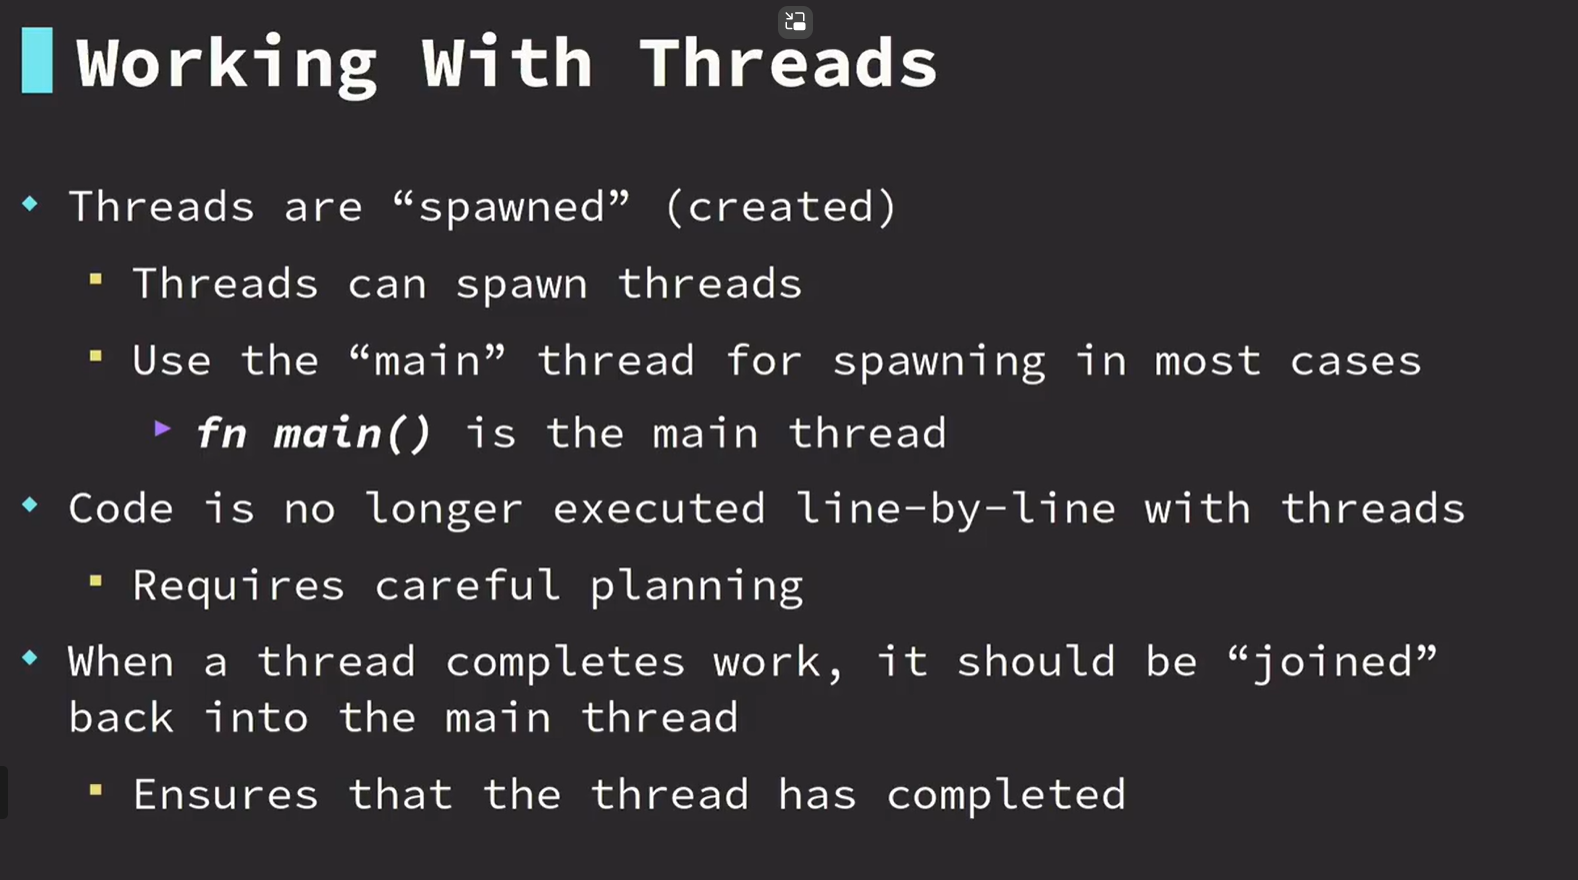 Working With Threads
Threads are “spawned” (created)
Threads can spawn threads
Use the “main” thread for spawning in most cases
fn main() is the main thread
Code is no longer executed line-by-line with threads
Requires careful planning
When a thread completes work, it should be “joined”
back into the main thread
Ensures that the thread has completed